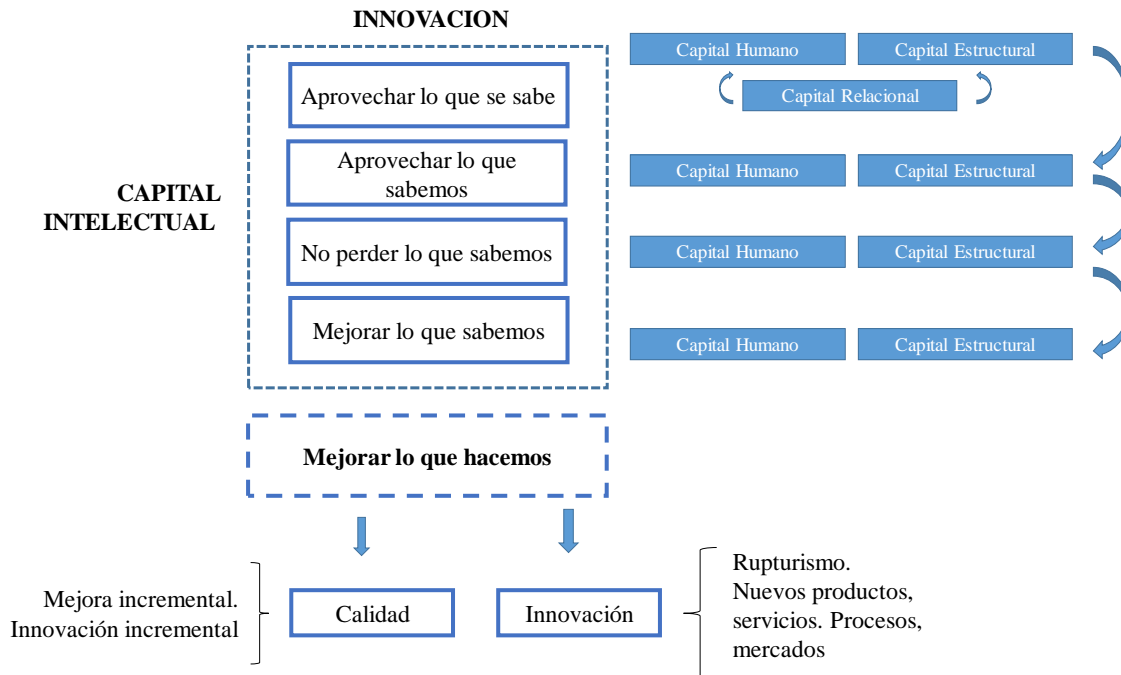 INNOVACION
Capital Humano
Capital Estructural
Capital Relacional
Aprovechar lo que se sabe
Aprovechar lo que
sabemos
Capital Humano
Capital Estructural
CAPITAL
INTELECTUAL
No perder lo que sabemos
Capital Humano
Capital Estructural
Mejorar lo que sabemos
Capital Humano
Capital Estructural
Mejorar lo que hacemos
Mejora incremental.
Innovación incremental
Calidad
Innovación
Rupturismo.
Nuevos productos,
servicios. Procesos,
mercados